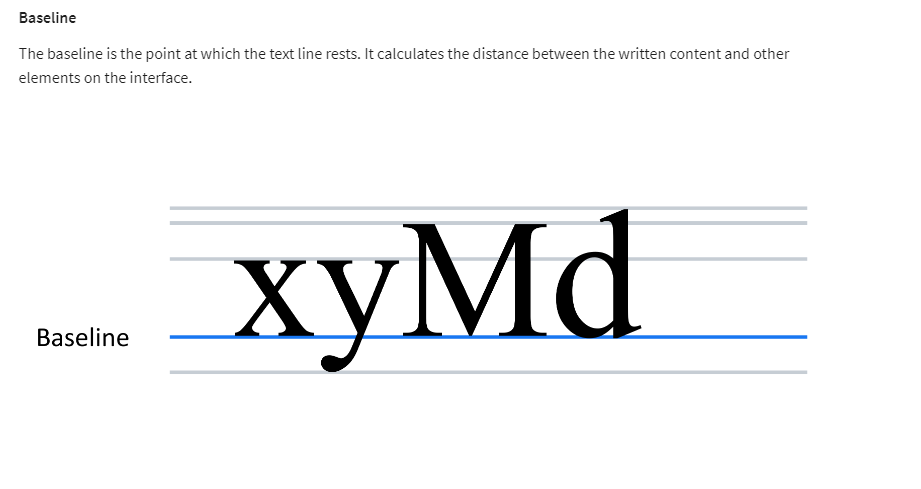 Baseline
The baseline is the point at which the text line rests. It calculates the distance between the written content and other
elements on the interface.
xyMd
Baseline